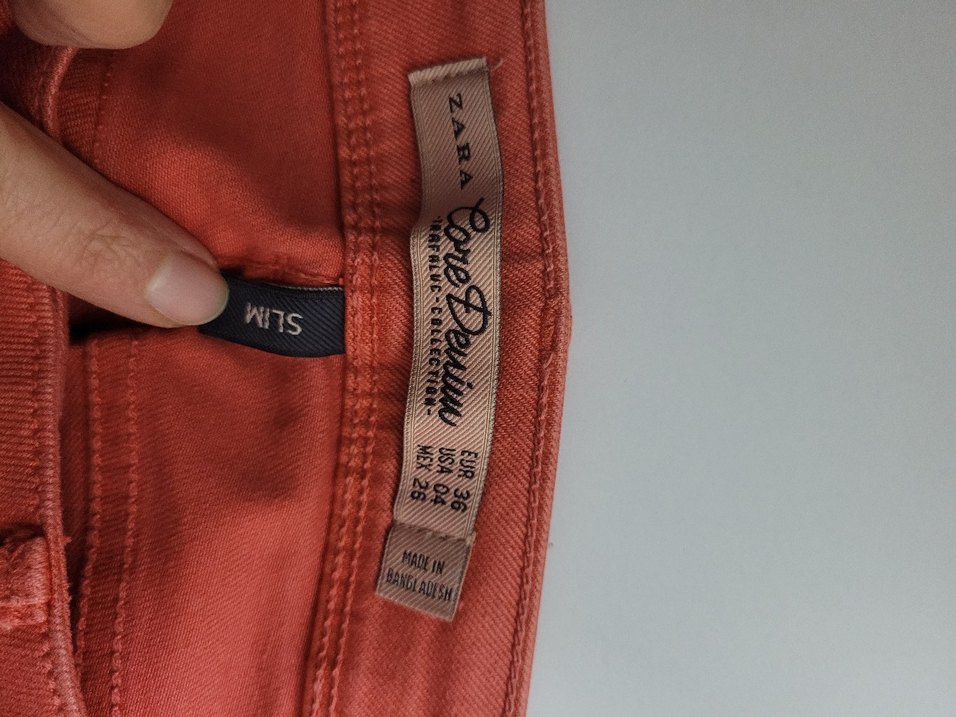 ZARA
Core Denim
-TRAFALUC-COLLECTION-
EUR 36
USA 04
MEX 26
MADE IN
BANGLADESH
SLIM